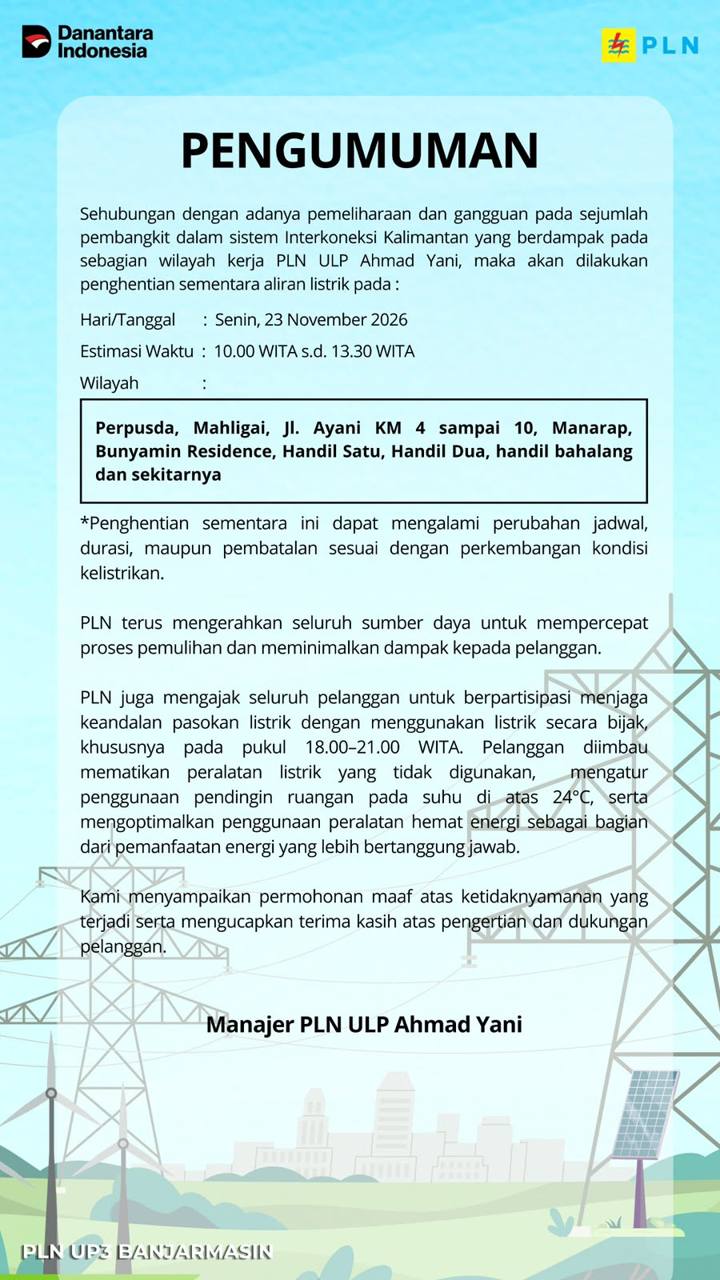 Danantara
Indonesia
PLN
PENGUMUMAN
Sehubungan dengan adanya pemeliharaan dan gangguan pada sejumlah
pembangkit dalam sistem Interkoneksi Kalimantan yang berdampak pada
sebagian wilayah kerja PLN ULP Ahmad Yani, maka akan dilakukan
penghentian sementara aliran listrik pada :
Hari/Tanggal : Senin, 23 November 2026
Estimasi Waktu : 10.00 WITA s.d. 13.30 WITA
Wilayah :
Perpusda, Mahligai, Jl. Ayani KM 4 sampai 10, Manarap,
Bunyamin Residence, Handil Satu, Handil Dua, handil bahalang
dan sekitarnya
*Penghentian sementara ini dapat mengalami perubahan jadwal,
durasi, maupun pembatalan sesuai dengan perkembangan kondisi
kelistrikan.
PLN terus mengerahkan seluruh sumber daya untuk mempercepat
proses pemulihan dan meminimalkan dampak kepada pelanggan.
PLN juga mengajak seluruh pelanggan untuk berpartisipasi menjaga
keandalan pasokan listrik dengan menggunakan listrik secara bijak,
khususnya pada pukul 18.00–21.00 WITA. Pelanggan diimbau
mematikan peralatan listrik yang tidak digunakan, mengatur
penggunaan pendingin ruangan pada suhu di atas 24°C, serta
mengoptimalkan penggunaan peralatan hemat energi sebagai bagian
dari pemanfaatan energi yang lebih bertanggung jawab.
Kami menyampaikan permohonan maaf atas ketidaknyamanan yang
terjadi serta mengucapkan terima kasih atas pengertian dan dukungan
pelanggan.
Manajer PLN ULP Ahmad Yani
PLN UP3 BANJARMASIN